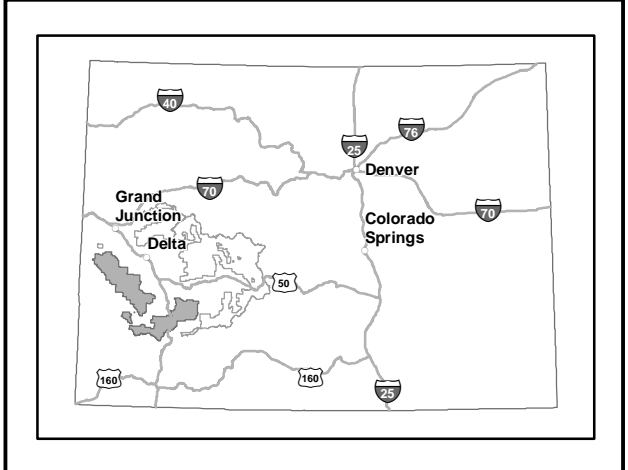 40
76
25
Denver
70
Grand
Junction
70
Colorado
Springs
Delta
50
160
160
25